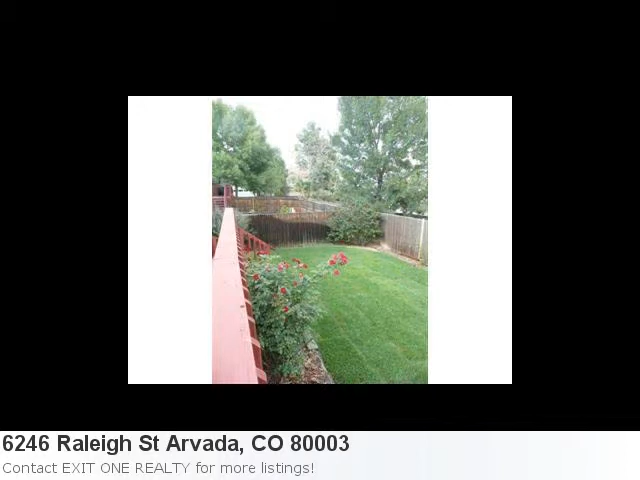 6246 Raleigh St Arvada, CO 80003
Contact EXIT ONE REALTY for more listings!